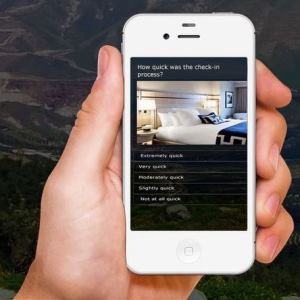 How quick was the check-in
process?
Extremely quick
Very quick
Moderately quick
Slightly quick
Not at all quick